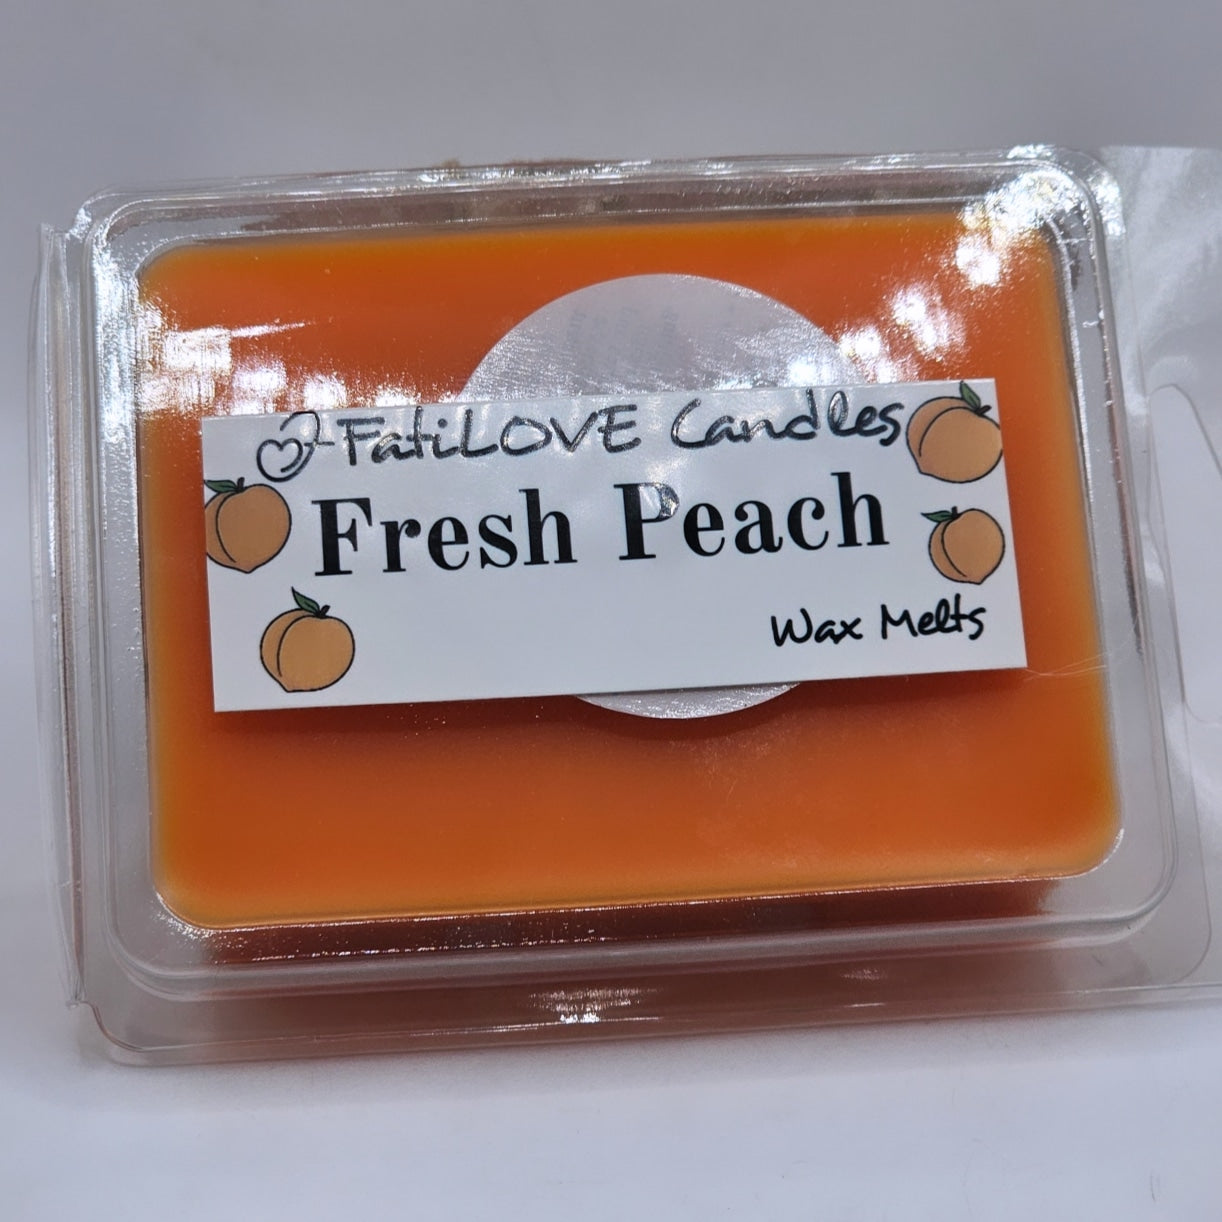 FatiLOVE Candles
Fresh Peach
Wax Melts